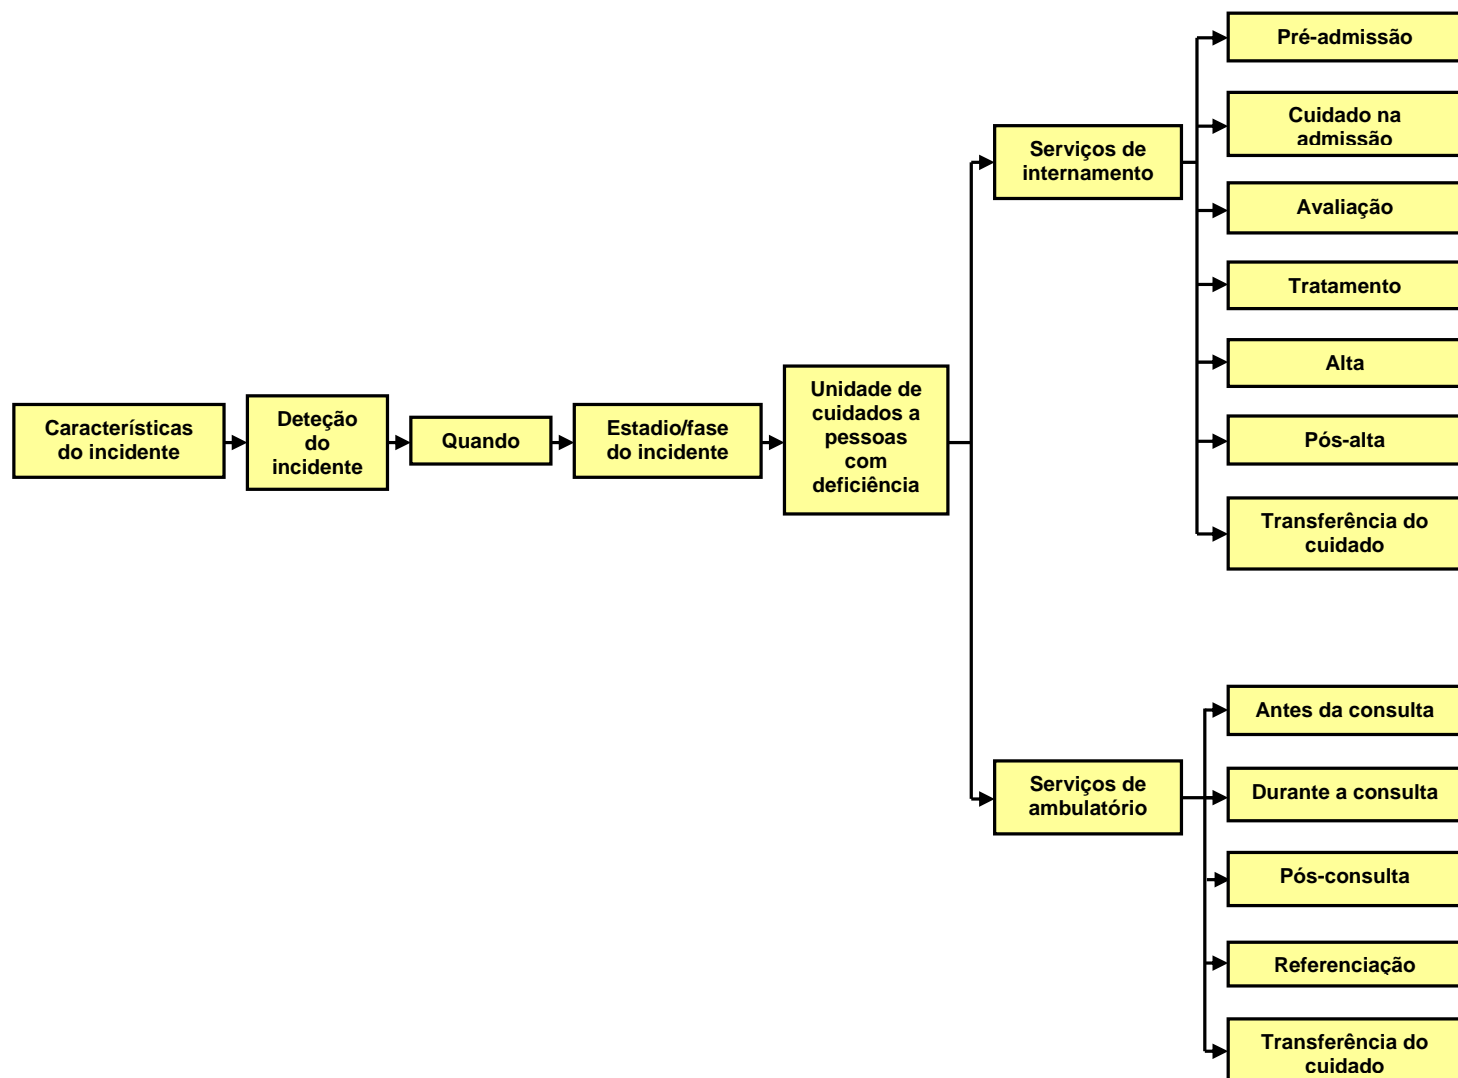 Características
do incidente
Deteção
do
incidente
Quando
Estadio/fase
do incidente
Unidade de
cuidados a
pessoas
com
deficiência
Serviços de
internamento
Pré-admissão
Cuidado na
admissão
Avaliação
Tratamento
Alta
Pós-alta
Transferência do
cuidado
Serviços de
ambulatório
Antes da consulta
Durante a consulta
Pós-consulta
Referenciação
Transferência do
cuidado